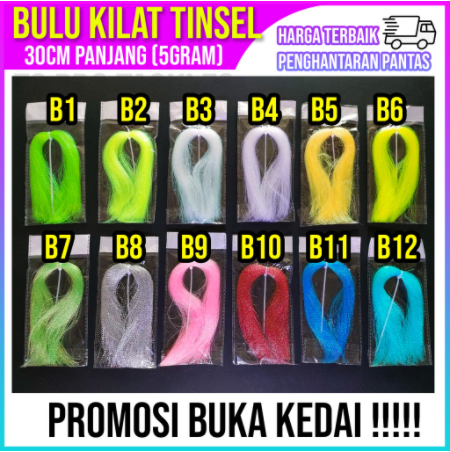 BULU KILAT TINSEL
30CM PANJANG (5GRAM)
HARGA TERBAIK
PENGHANTARAN PANTAS
B1 B2 B3 B4 B5 B6
B7 B8 B9 B10 B11 B12
PROMOSI BUKA KEDAI !!!!!